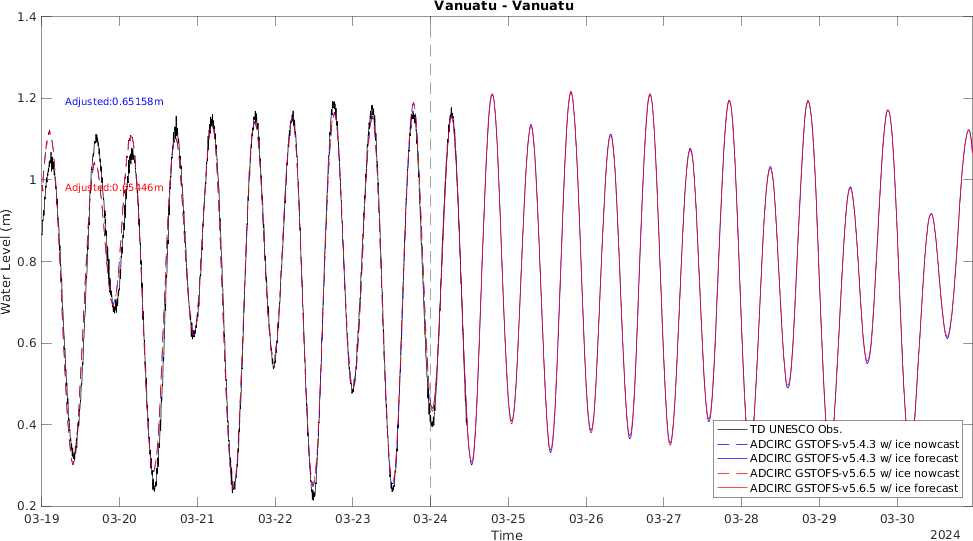 Vanuatu - Vanuatu
1.4
1.2
1
0.8
0.6
0.4
0.2
Water Level (m)
Adjusted:0.65158m
Adjusted:0.65446m
TD UNESCO Obs.
ADCIRC GSTOFS-v5.4.3 w/ ice nowcast
ADCIRC GSTOFS-v5.4.3 w/ ice forecast
ADCIRC GSTOFS-v5.6.5 w/ ice nowcast
ADCIRC GSTOFS-v5.6.5 w/ ice forecast
03-19 03-20 03-21 03-22 03-23 03-24 03-25 03-26 03-27 03-28 03-29 03-30
Time
2024